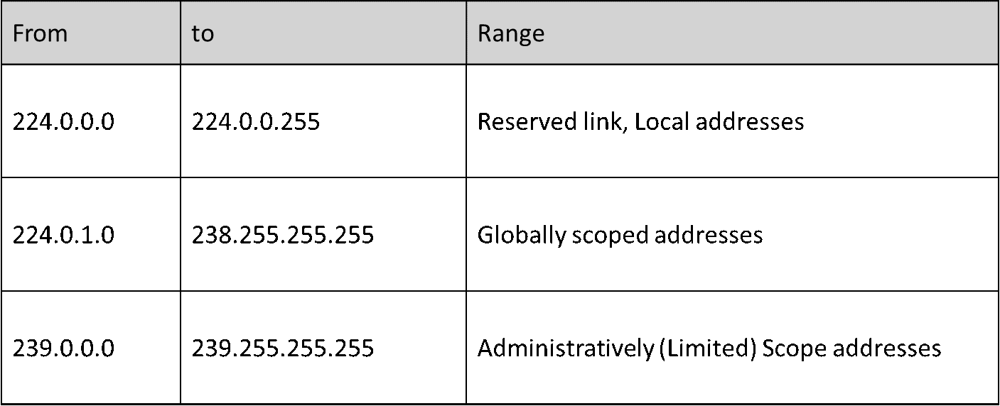 From to Range
224.0.0.0 224.0.0.255 Reserved link, Local addresses
224.0.1.0 238.255.255.255 Globally scoped addresses
239.0.0.0 239.255.255.255 Administratively (Limited) Scope addresses